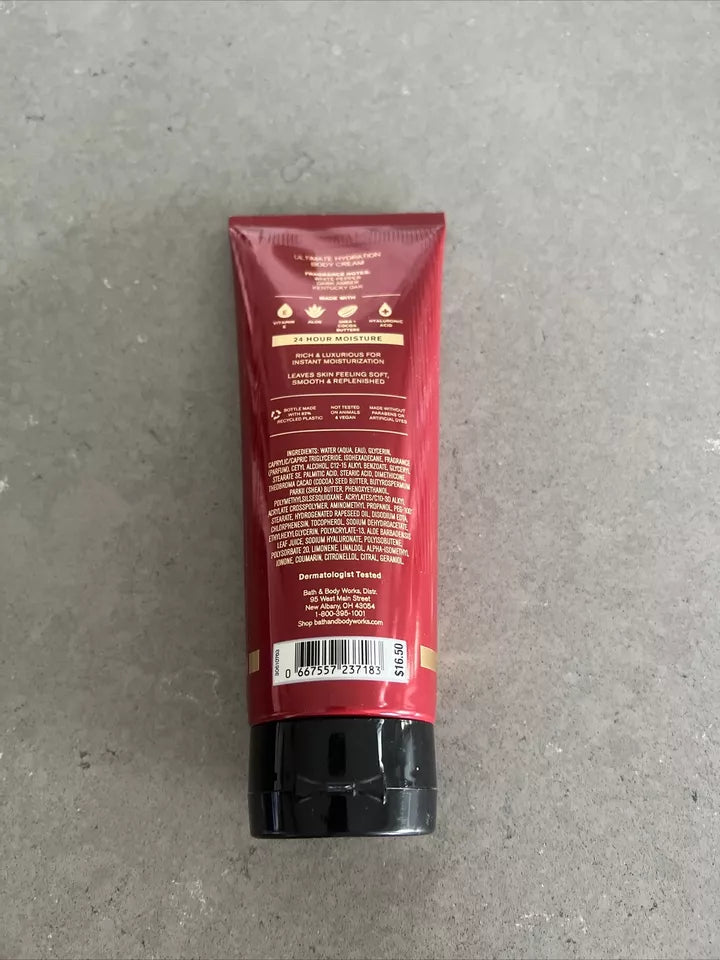 ULTIMATE HYDRATION
BODY CREAM
FRAGRANCE NOTES:
WHITE PEPPER
DARK AMBER
KENTUCKY OAK
MADE WITH
E
VITAMIN
E
ALOE
SHEA +
COCOA
BUTTERS
HYALURONIC
ACID
24 HOUR MOISTURE
RICH & LUXURIOUS FOR
INSTANT MOISTURIZATION
LEAVES SKIN FEELING SOFT,
SMOOTH & REPLENISHED
BOTTLE MADE
WITH 82%
RECYCLED PLASTIC
NOT TESTED
ON ANIMALS
& VEGAN
MADE WITHOUT
PARABENS OR
ARTIFICIAL DYES
INGREDIENTS: WATER (AQUA, EAU), GLYCERIN,
CAPRYLIC/CAPRIC TRIGLYCERIDE, ISOHEXADECANE, FRAGRANCE
(PARFUM), CETYL ALCOHOL, C12-15 ALKYL BENZOATE, GLYCERYL
STEARATE SE, PALMITIC ACID, STEARIC ACID, DIMETHICONE,
THEOBROMA CACAO (COCOA) SEED BUTTER, BUTYROSPERMUM
PARKII (SHEA) BUTTER, PHENOXYETHANOL,
POLYMETHYLSILSESQUIOXANE, ACRYLATES/C10-30 ALKYL
ACRYLATE CROSSPOLYMER, AMINOMETHYL PROPANOL, PEG-100
STEARATE, HYDROGENATED RAPESEED OIL, DISODIUM EDTA,
CHLORPHENESIN, TOCOPHEROL, SODIUM DEHYDROACETATE,
ETHYLHEXYLGLYCERIN, POLYACRYLATE-13, ALOE BARBADENSIS
LEAF JUICE, SODIUM HYALURONATE, POLYISOBUTENE,
POLYSORBATE 20, LIMONENE, LINALOOL, ALPHA-ISOMETHYL
IONONE, COUMARIN, CITRONELLOL, CITRAL, GERANIOL.
Dermatologist Tested
Bath & Body Works, Distr.
95 West Main Street
New Albany, OH 43054
1-800-395-1001
Shop bathandbodyworks.com
0 667557 237183
$16.50